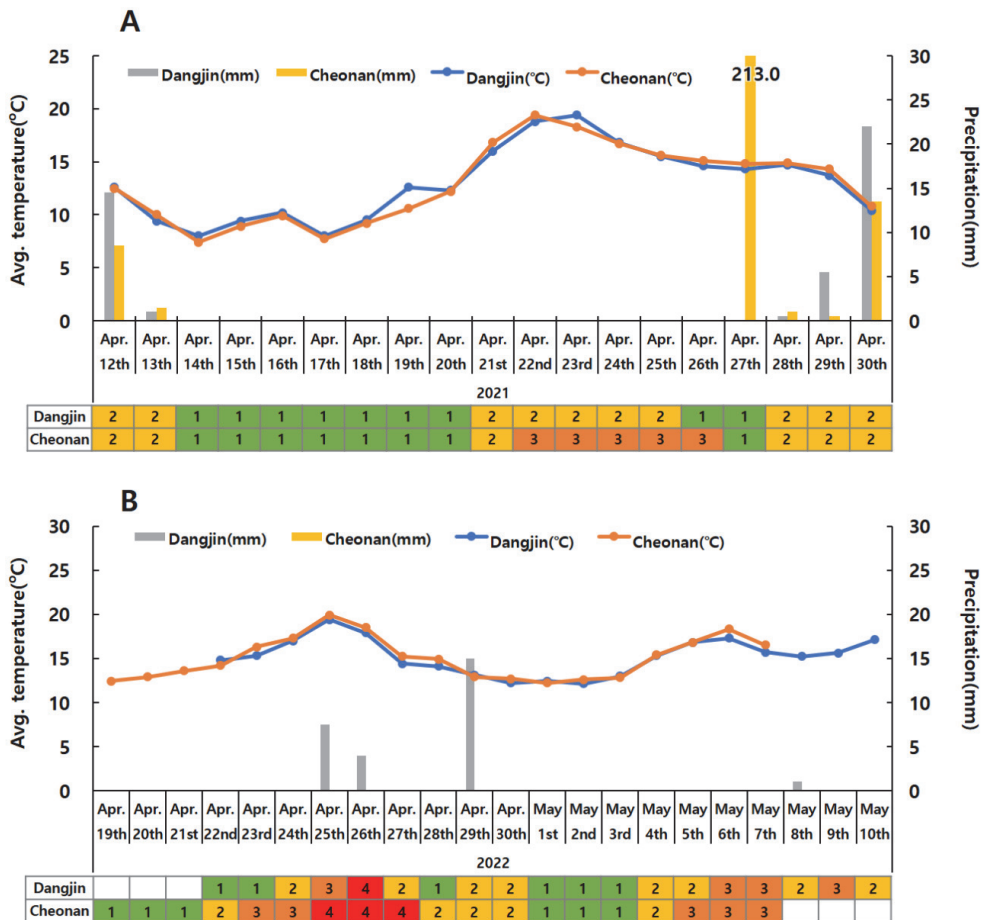 A
25 30
Dangjin(mm) Cheonan(mm) Dangjin(℃) Cheonan(℃) 213.0
25
20
20
15
15
10
10
5
5
0 0
Avg. temperature(℃)
Precipitation(mm)
Apr. Apr. Apr. Apr. Apr. Apr. Apr. Apr. Apr. Apr. Apr. Apr. Apr. Apr. Apr. Apr. Apr. Apr. Apr.
12th 13th 14th 15th 16th 17th 18th 19th 20th 21st 22nd 23rd 24th 25th 26th 27th 28th 29th 30th
2021
Dangjin 2 2 1 1 1 1 1 1 1 2 2 2 2 2 1 1 2 2 2
Cheonan 2 2 1 1 1 1 1 1 1 2 3 3 3 3 3 1 2 2 2
B
30 30
Dangjin(mm) Cheonan(mm) Dangjin(℃) Cheonan(℃)
25 25
20 20
15 15
10 10
5 5
0 0
Avg. temperature(℃)
Precipitation(mm)
Apr. Apr. Apr. Apr. Apr. Apr. Apr. Apr. Apr. Apr. Apr. Apr. May May May May May May May May May May
19th 20th 21st 22nd 23rd 24th 25th 26th 27th 28th 29th 30th 1st 2nd 3rd 4th 5th 6th 7th 8th 9th 10th
2022
Dangjin 1 1 2 3 4 2 1 2 2 1 1 1 2 2 3 3 2 3 2
Cheonan 1 1 1 2 3 3 4 4 4 2 2 2 1 1 1 2 3 3 3